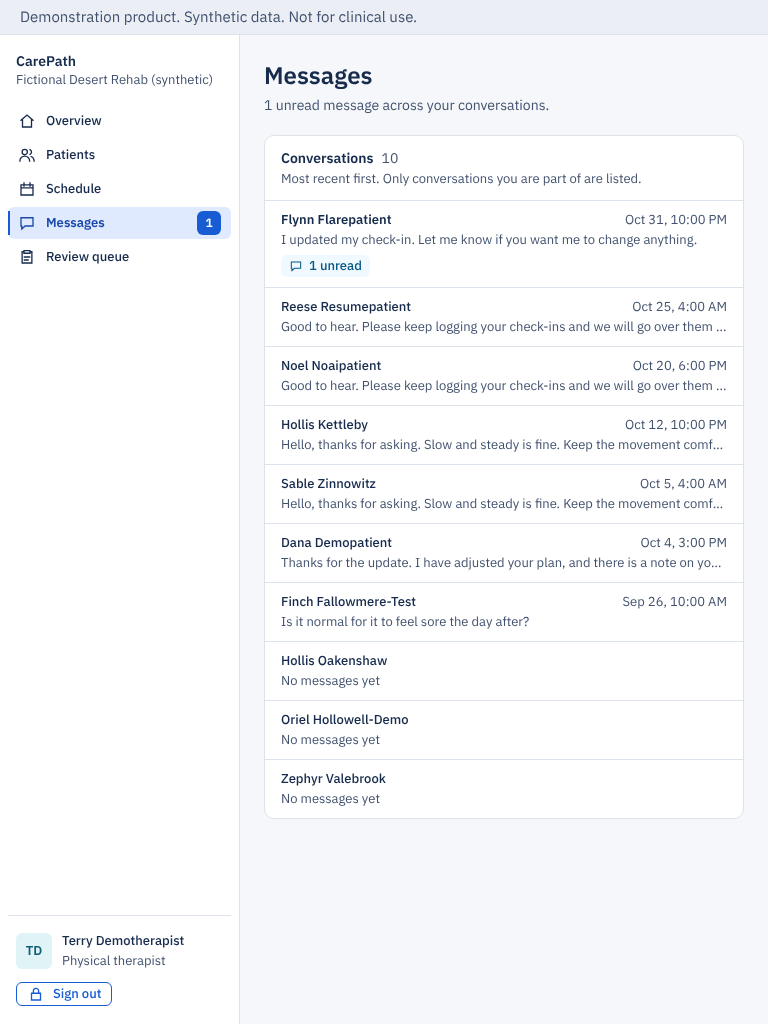 Demonstration product. Synthetic data. Not for clinical use.
CarePath
Fictional Desert Rehab (synthetic)
Overview
Patients
Schedule
Messages 1
Review queue
Terry Demotherapist
TD
Physical therapist
Sign out
Messages
1 unread message across your conversations.
Conversations 10
Most recent first. Only conversations you are part of are listed.
Flynn Flarepatient Oct 31, 10:00 PM
I updated my check-in. Let me know if you want me to change anything.
1 unread
Reese Resumepatient Oct 25, 4:00 AM
Good to hear. Please keep logging your check-ins and we will go over them ...
Noel Noaipatient Oct 20, 6:00 PM
Good to hear. Please keep logging your check-ins and we will go over them ...
Hollis Kettleby Oct 12, 10:00 PM
Hello, thanks for asking. Slow and steady is fine. Keep the movement comf...
Sable Zinnowitz Oct 5, 4:00 AM
Hello, thanks for asking. Slow and steady is fine. Keep the movement comf...
Dana Demopatient Oct 4, 3:00 PM
Thanks for the update. I have adjusted your plan, and there is a note on yo...
Finch Fallowmere-Test Sep 26, 10:00 AM
Is it normal for it to feel sore the day after?
Hollis Oakenshaw
No messages yet
Oriel Hollowell-Demo
No messages yet
Zephyr Valebrook
No messages yet